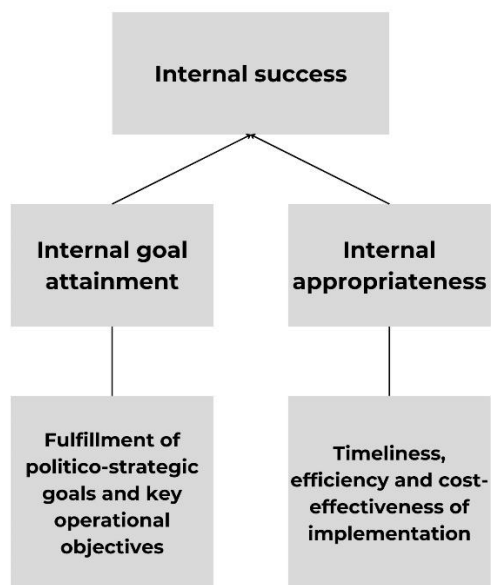 Internal success
Internal goal
attainment
Internal
appropriateness
Fulfillment of
politico-strategic
goals and key
operational
objectives
Timeliness,
efficiency and cost-
effectiveness of
implementation